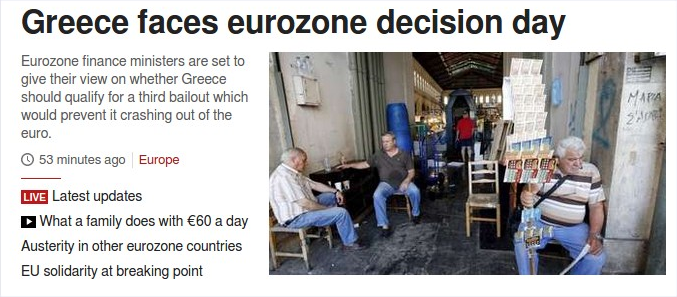 Greece faces eurozone decision day
Eurozone finance ministers are set to
give their view on whether Greece
should qualify for a third bailout which
would prevent it crashing out of the
euro.
53 minutes ago | Europe
LIVE Latest updates
What a family does with €60 a day
Austerity in other eurozone countries
EU solidarity at breaking point